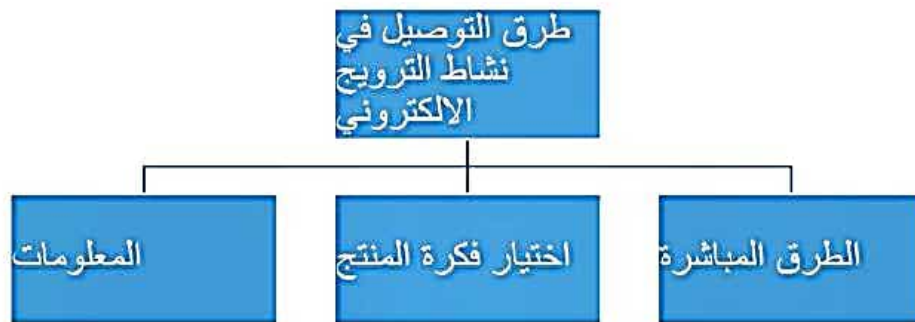 طرق التوصيل في
نشاط الترويج
الالكتروني
الطرق المباشرة
اختيار فكرة المنتج
المعلومات